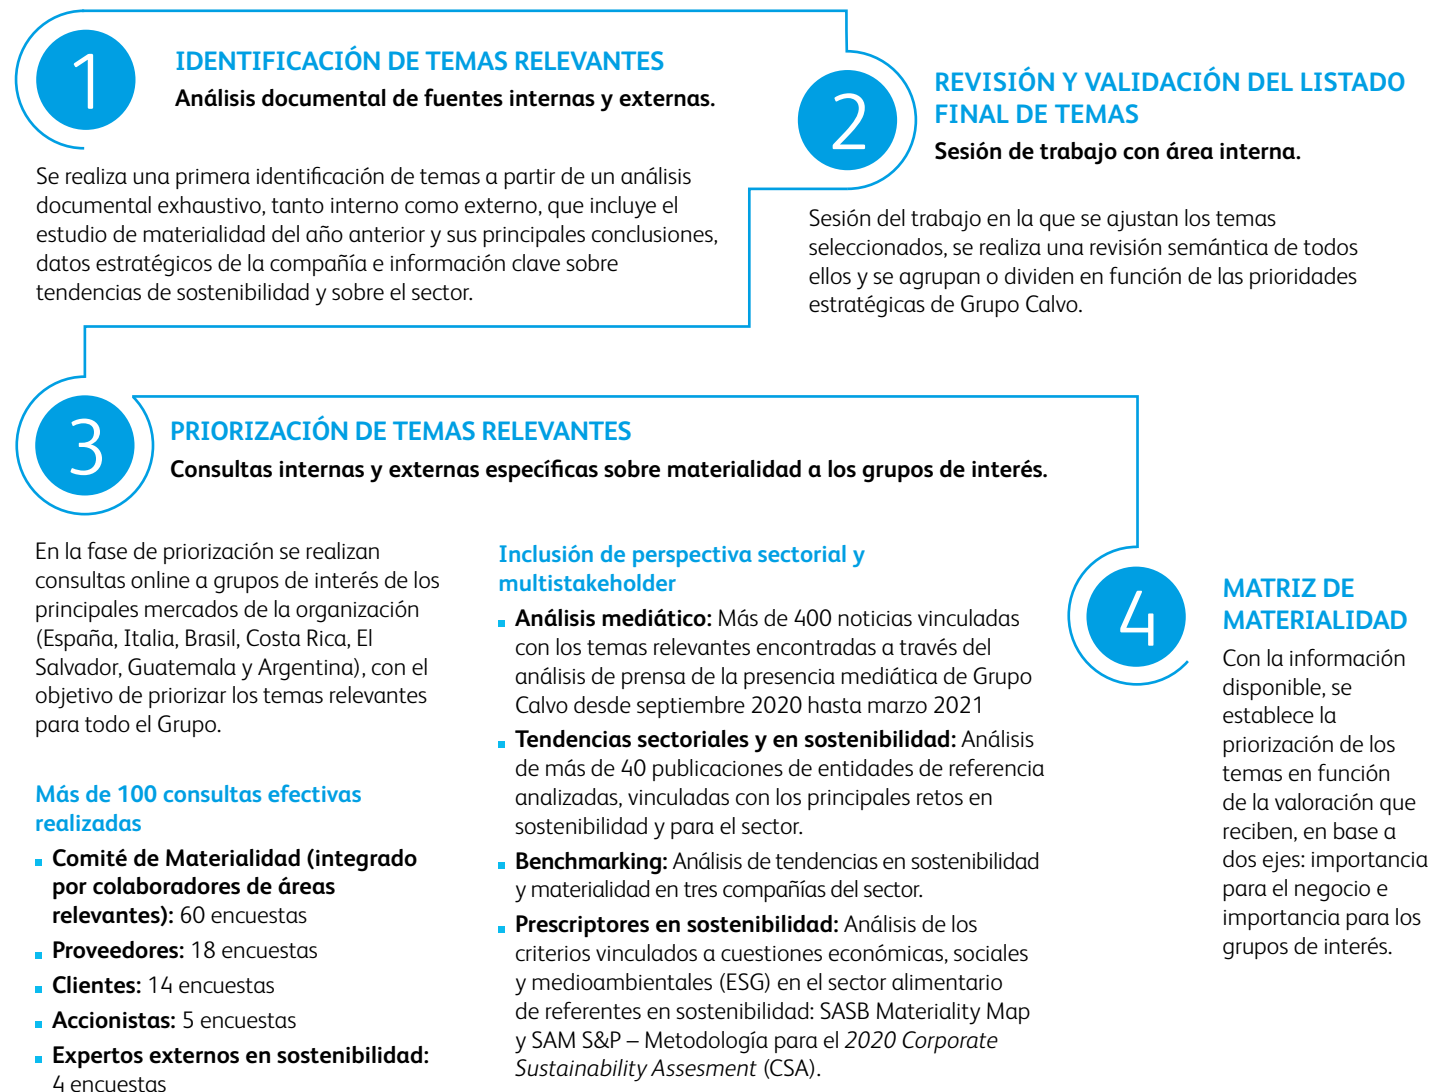 1
IDENTIFICACIÓN DE TEMAS RELEVANTES
Análisis documental de fuentes internas y externas.
Se realiza una primera identificación de temas a partir de un análisis
documental exhaustivo, tanto interno como externo, que incluye el
estudio de materialidad del año anterior y sus principales conclusiones,
datos estratégicos de la compañía e información clave sobre
tendencias de sostenibilidad y sobre el sector.
2
REVISIÓN Y VALIDACIÓN DEL LISTADO
FINAL DE TEMAS
Sesión de trabajo con área interna.
Sesión del trabajo en la que se ajustan los temas
seleccionados, se realiza una revisión semántica de todos
ellos y se agrupan o dividen en función de las prioridades
estratégicas de Grupo Calvo.
3
PRIORIZACIÓN DE TEMAS RELEVANTES
Consultas internas y externas específicas sobre materialidad a los grupos de interés.
En la fase de priorización se realizan
consultas online a grupos de interés de los
principales mercados de la organización
(España, Italia, Brasil, Costa Rica, El
Salvador, Guatemala y Argentina), con el
objetivo de priorizar los temas relevantes
para todo el Grupo.
Más de 100 consultas efectivas
realizadas
Comité de Materialidad (integrado
por colaboradores de áreas
relevantes): 60 encuestas
Proveedores: 18 encuestas
Clientes: 14 encuestas
Accionistas: 5 encuestas
Expertos externos en sostenibilidad:
4 encuestas
Inclusión de perspectiva sectorial y
multistakeholder
Análisis mediático: Más de 400 noticias vinculadas
con los temas relevantes encontradas a través del
análisis de prensa de la presencia mediática de Grupo
Calvo desde septiembre 2020 hasta marzo 2021
Tendencias sectoriales y en sostenibilidad: Análisis
de más de 40 publicaciones de entidades de referencia
analizadas, vinculadas con los principales retos en
sostenibilidad y para el sector.
Benchmarking: Análisis de tendencias en sostenibilidad
y materialidad en tres compañías del sector.
Prescriptores en sostenibilidad: Análisis de los
criterios vinculados a cuestiones económicas, sociales
y medioambientales (ESG) en el sector alimentario
de referentes en sostenibilidad: SASB Materiality Map
y SAM S&P – Metodología para el 2020 Corporate
Sustainability Assesment (CSA).
4
MATRIZ DE
MATERIALIDAD
Con la información
disponible, se
establece la
priorización de los
temas en función
de la valoración que
reciben, en base a
dos ejes: importancia
para el negocio e
importancia para los
grupos de interés.